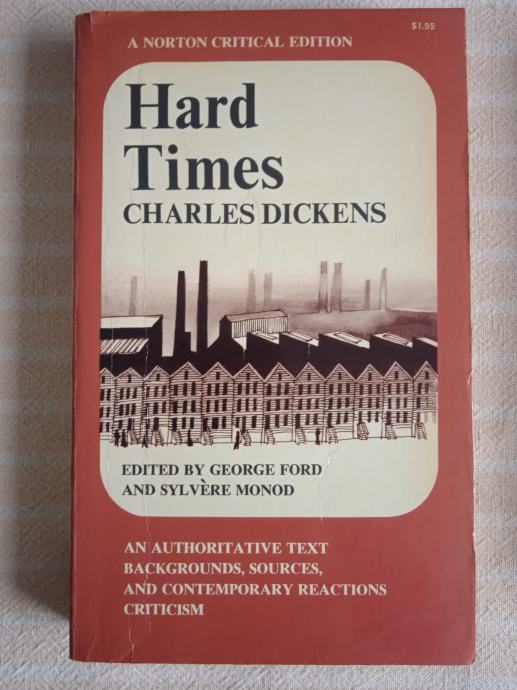 $1.95
A NORTON CRITICAL EDITION
Hard
Times
CHARLES DICKENS
EDITED BY GEORGE FORD
AND SYLVÈRE MONOD
AN AUTHORITATIVE TEXT
BACKGROUNDS, SOURCES,
AND CONTEMPORARY REACTIONS
CRITICISM